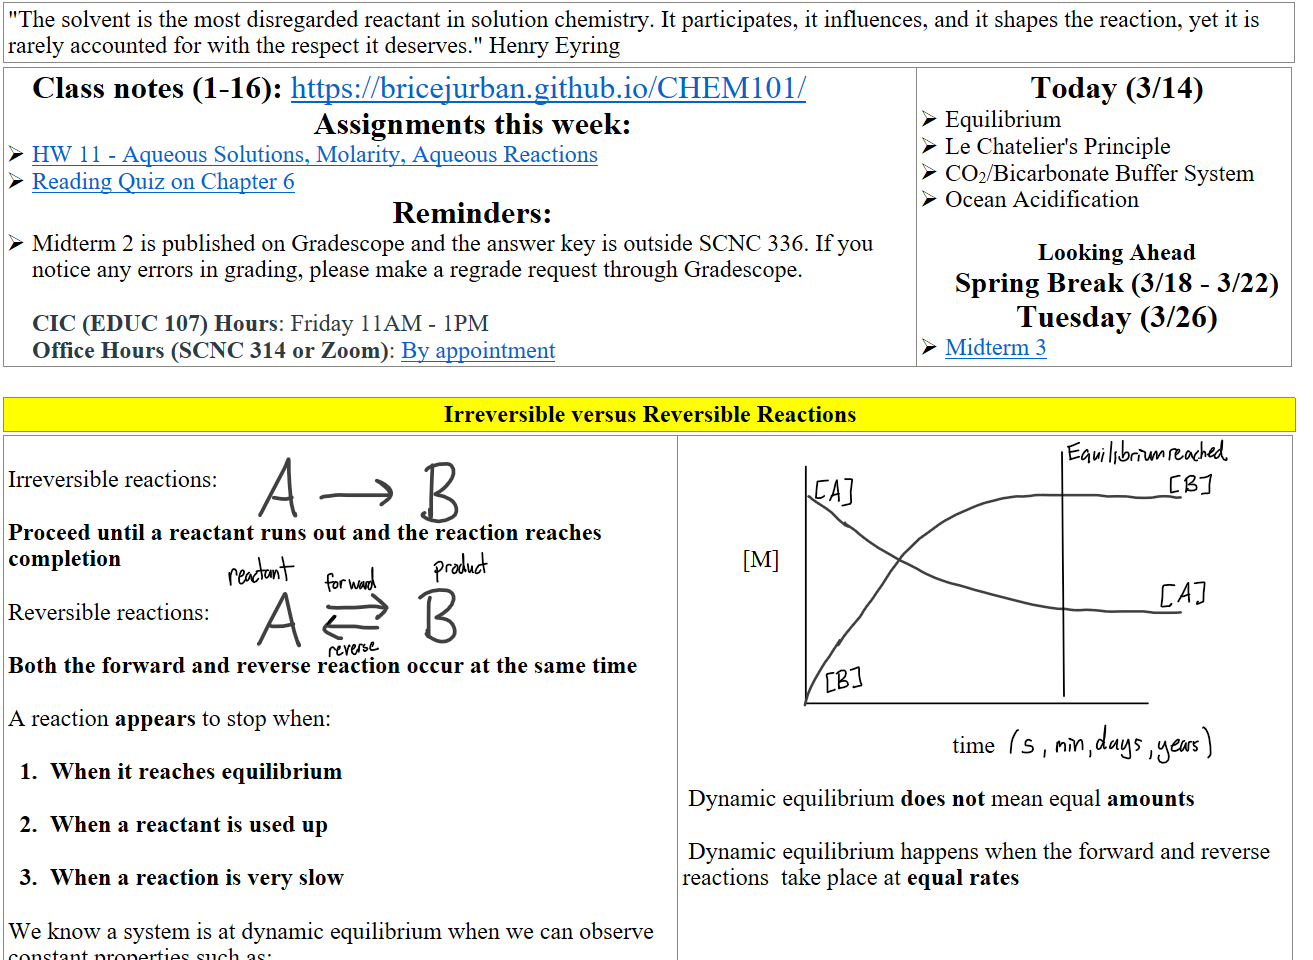 "The solvent is the most disregarded reactant in solution chemistry. It participates, it influences, and it shapes the reaction, yet it is
rarely accounted for with the respect it deserves." Henry Eyring
Class notes (1-16): https://bricejurban.github.io/CHEM101/
Assignments this week:
➢ HW 11 - Aqueous Solutions, Molarity, Aqueous Reactions
➢ Reading Quiz on Chapter 6
Reminders:
➢ Midterm 2 is published on Gradescope and the answer key is outside SCNC 336. If you
notice any errors in grading, please make a regrade request through Gradescope.
CIC (EDUC 107) Hours: Friday 11AM - 1PM
Office Hours (SCNC 314 or Zoom): By appointment
Today (3/14)
➢ Equilibrium
➢ Le Chatelier's Principle
➢ CO₂/Bicarbonate Buffer System
➢ Ocean Acidification
Looking Ahead
Spring Break (3/18 - 3/22)
Tuesday (3/26)
➢ Midterm 3
Irreversible versus Reversible Reactions
Irreversible reactions: A → B
Proceed until a reactant runs out and the reaction reaches
completion
reactant forward product
Reversible reactions: A ⇌ B
reverse
Both the forward and reverse reaction occur at the same time
A reaction appears to stop when:
1. When it reaches equilibrium
2. When a reactant is used up
3. When a reaction is very slow
We know a system is at dynamic equilibrium when we can observe
constant properties such as:
Equilibrium reached
[A]
[B]
[M]
[A]
[B]
time (s, min, days, years)
Dynamic equilibrium does not mean equal amounts
Dynamic equilibrium happens when the forward and reverse
reactions take place at equal rates